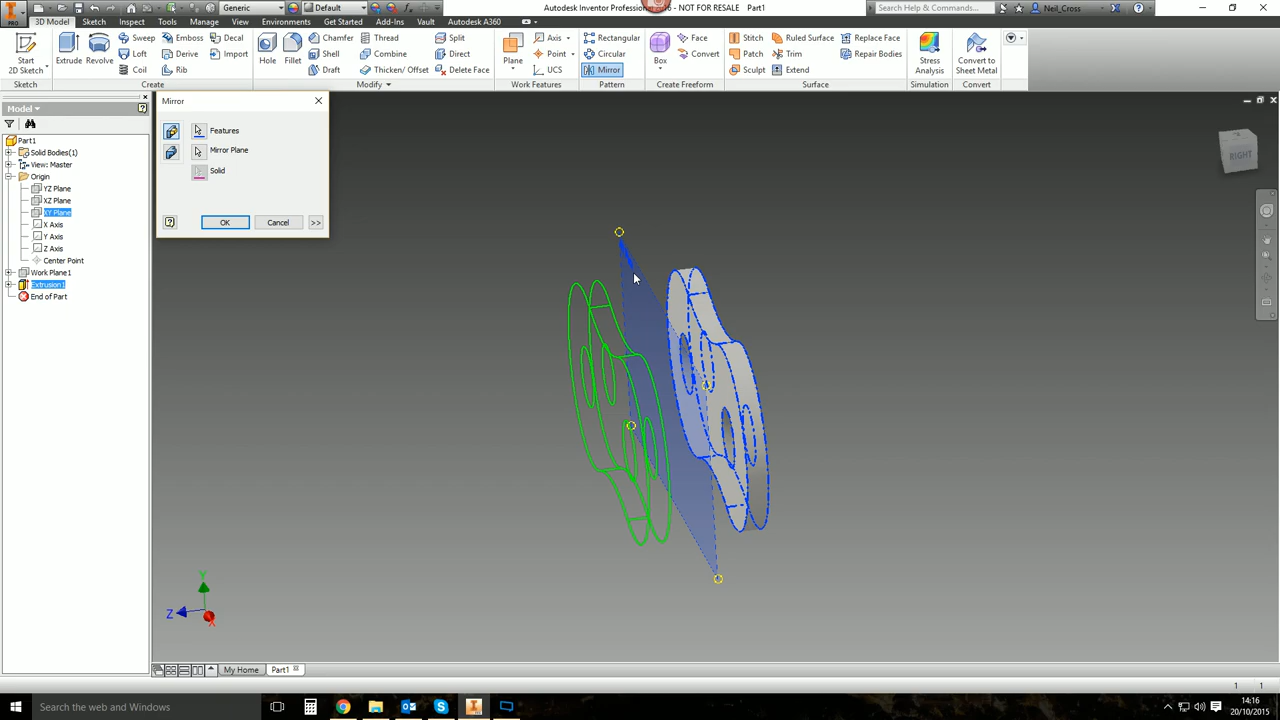 Generic
Default
Autodesk Inventor Professional
- NOT FOR RESALE Part1
Search Help & Commands...
Neil_Cross
PRO
3D Model Sketch Inspect Tools Manage View Environments Get Started Add-Ins Vault Autodesk A360
Start
2D Sketch
Sketch
Extrude Revolve
Sweep Emboss Decal
Loft Derive Import
Coil Rib
Create
Hole Fillet
Chamfer Thread Split
Shell Combine Direct
Draft Thicken/ Offset Delete Face
Modify
Plane
Axis
Point
UCS
Work Features
Rectangular
Circular
Mirror
Pattern
Box
Face
Convert
Create Freeform
Stitch Ruled Surface Replace Face
Patch Trim Repair Bodies
Sculpt Extend
Surface
Stress
Analysis
Simulation
Convert to
Sheet Metal
Convert
Model
Part1
Solid Bodies(1)
View: Master
Origin
YZ Plane
XZ Plane
XY Plane
X Axis
Y Axis
Z Axis
Center Point
Work Plane1
Extrusion1
End of Part
Mirror
Features
Mirror Plane
Solid
OK Cancel >>
RIGHT
Y
Z
X
My Home Part1
1 1
Search the web and Windows
14:16
20/10/2015